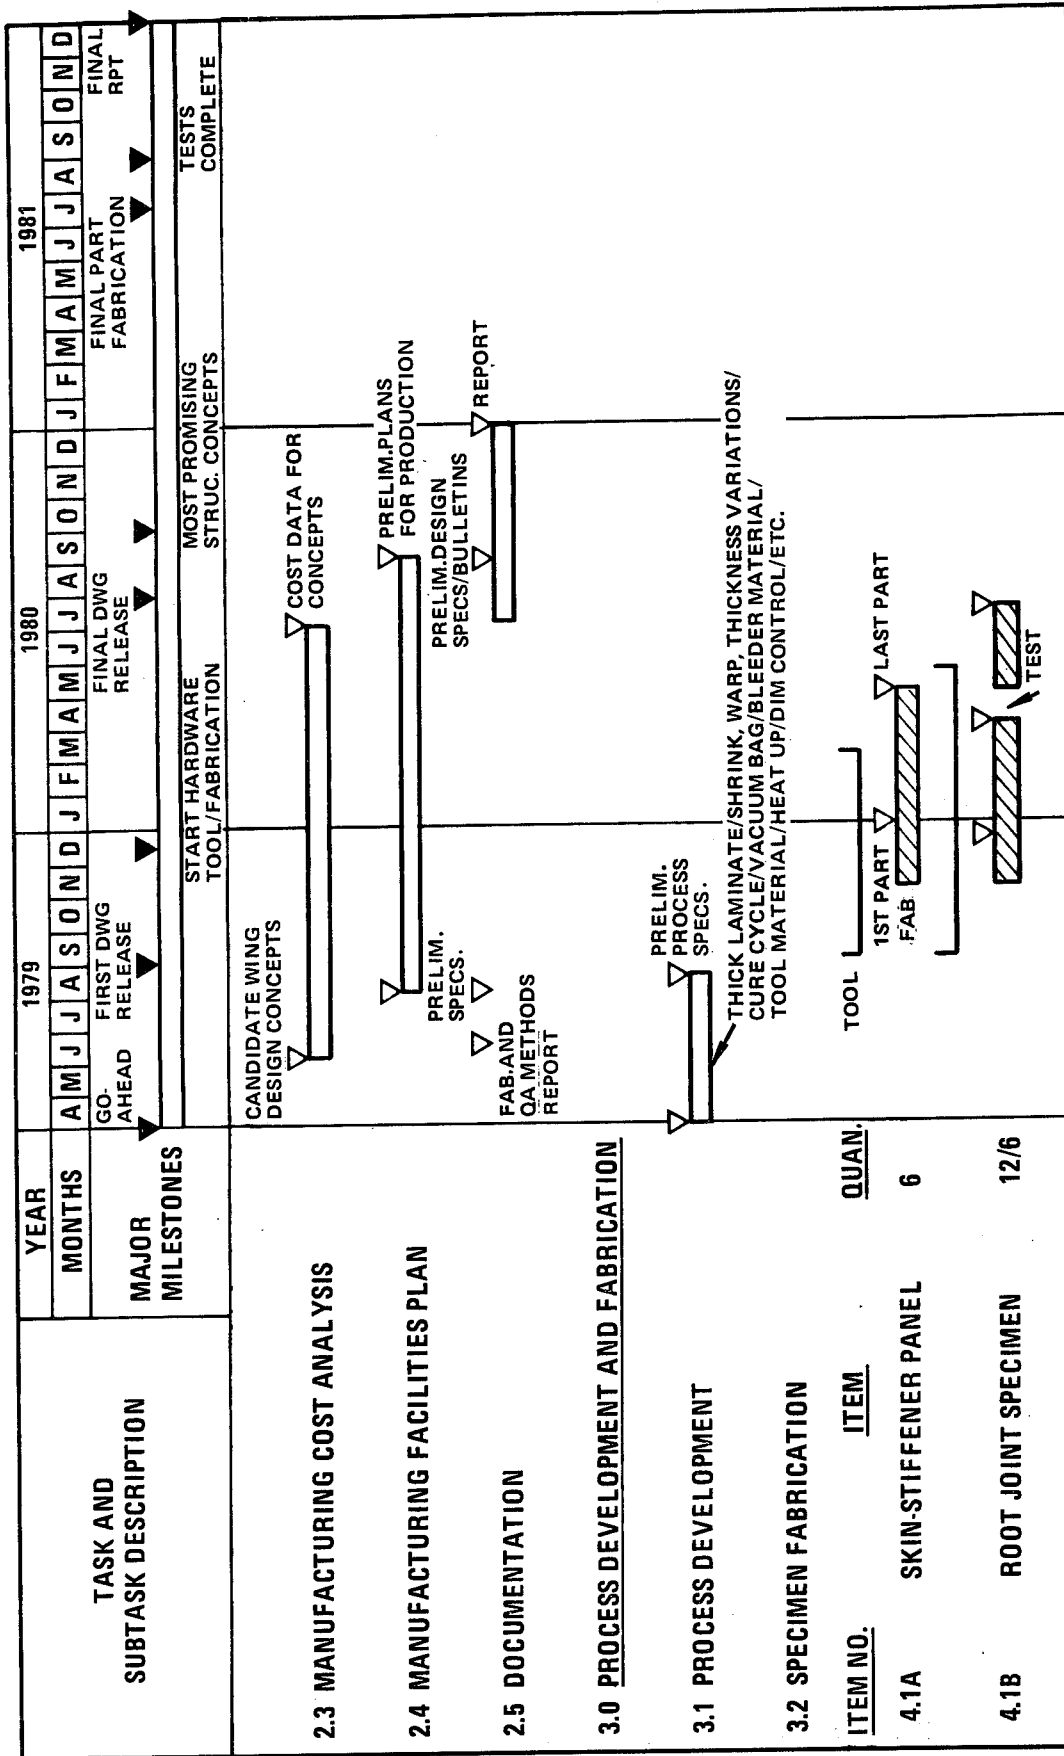 TASK AND
SUBTASK DESCRIPTION
YEAR
1979
1980
1981
MONTHS
A M J J A S O N D J F M A M J J A S O N D J F M A M J J A S O N D
MAJOR
MILESTONES
GO-
AHEAD
FIRST DWG
RELEASE
FINAL DWG
RELEASE
FINAL PART
FABRICATION
FINAL
RPT
START HARDWARE
TOOL/FABRICATION
MOST PROMISING
STRUC. CONCEPTS
TESTS
COMPLETE
2.3 MANUFACTURING COST ANALYSIS
CANDIDATE WING
DESIGN CONCEPTS
COST DATA FOR
CONCEPTS
2.4 MANUFACTURING FACILITIES PLAN
PRELIM.
SPECS.
PRELIM.PLANS
FOR PRODUCTION
2.5 DOCUMENTATION
FAB.AND
QA METHODS
REPORT
PRELIM.DESIGN
SPECS/BULLETINS
REPORT
3.0 PROCESS DEVELOPMENT AND FABRICATION
3.1 PROCESS DEVELOPMENT
PRELIM.
PROCESS
SPECS.
THICK LAMINATE/SHRINK, WARP, THICKNESS VARIATIONS/
CURE CYCLE/VACUUM BAG/BLEEDER MATERIAL/
TOOL MATERIAL/HEAT UP/DIM CONTROL/ETC.
3.2 SPECIMEN FABRICATION
ITEM NO. ITEM QUAN.
TOOL
4.1A SKIN-STIFFENER PANEL 6
1ST PART
FAB
LAST PART
4.1B ROOT JOINT SPECIMEN 12/6
TEST